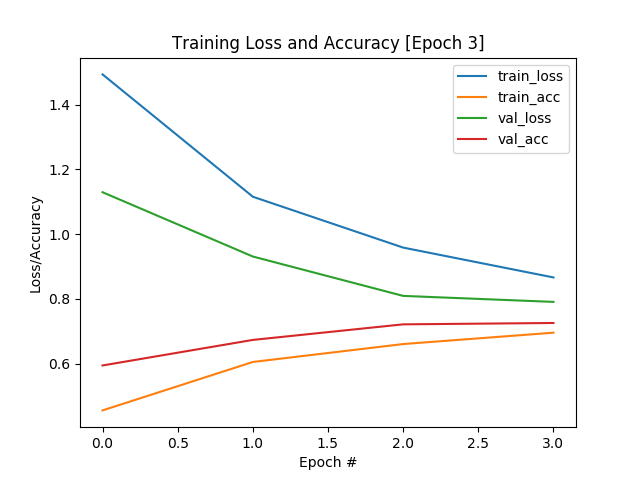 Training Loss and Accuracy [Epoch 3]
train_loss
train_acc
val_loss
val_acc
1.4
1.2
1.0
0.8
0.6
Loss/Accuracy
0.0
0.5
1.0
1.5
2.0
2.5
3.0
Epoch #